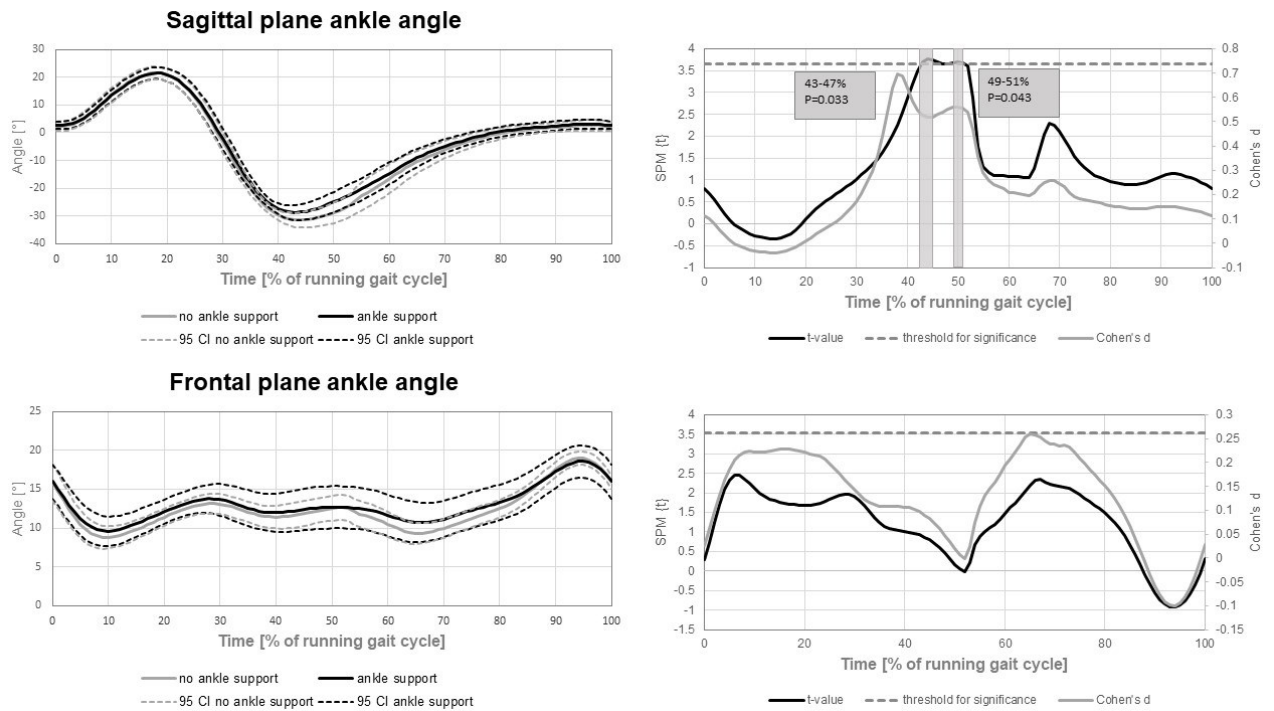 Sagittal plane ankle angle
30
20
10
0
-10
-20
-30
-40
Angle [°]
0 10 20 30 40 50 60 70 80 90 100
Time [% of running gait cycle]
no ankle support ankle support
95 CI no ankle support 95 CI ankle support
4
3.5
3
2.5
2
1.5
1
0.5
0
-0.5
-1
SPM {t}
43-47%
P=0.033
49-51%
P=0.043
0.8
0.7
0.6
0.5
0.4
0.3
0.2
0.1
0
-0.1
Cohen's d
0 10 20 30 40 50 60 70 80 90 100
Time [% of running gait cycle]
t-value threshold for significance Cohen's d
Frontal plane ankle angle
25
20
15
10
5
0
Angle [°]
0 10 20 30 40 50 60 70 80 90 100
Time [% of running gait cycle]
no ankle support ankle support
95 CI no ankle support 95 CI ankle support
4
3.5
3
2.5
2
1.5
1
0.5
0
-0.5
-1
-1.5
SPM {t}
0.3
0.25
0.2
0.15
0.1
0.05
0
-0.05
-0.1
-0.15
Cohen's d
0 20 40 60 80 100
Time [% of running gait cycle]
t-value threshold for significance Cohen's d